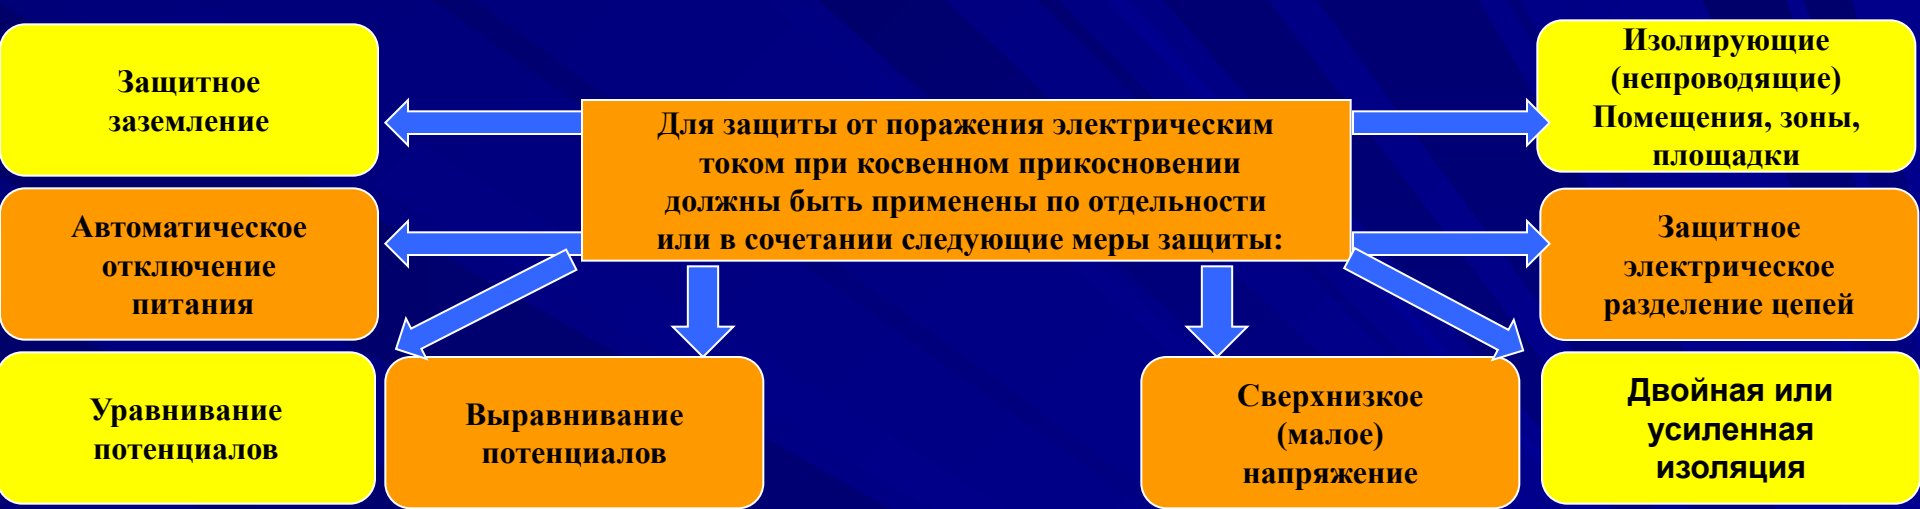 Защитное
заземление
Автоматическое
отключение
питания
Уравнивание
потенциалов
Выравнивание
потенциалов
Для защиты от поражения электрическим
током при косвенном прикосновении
должны быть применены по отдельности
или в сочетании следующие меры защиты:
Сверхнизкое
(малое)
напряжение
Изолирующие
(непроводящие)
Помещения, зоны,
площадки
Защитное
электрическое
разделение цепей
Двойная или
усиленная
изоляция